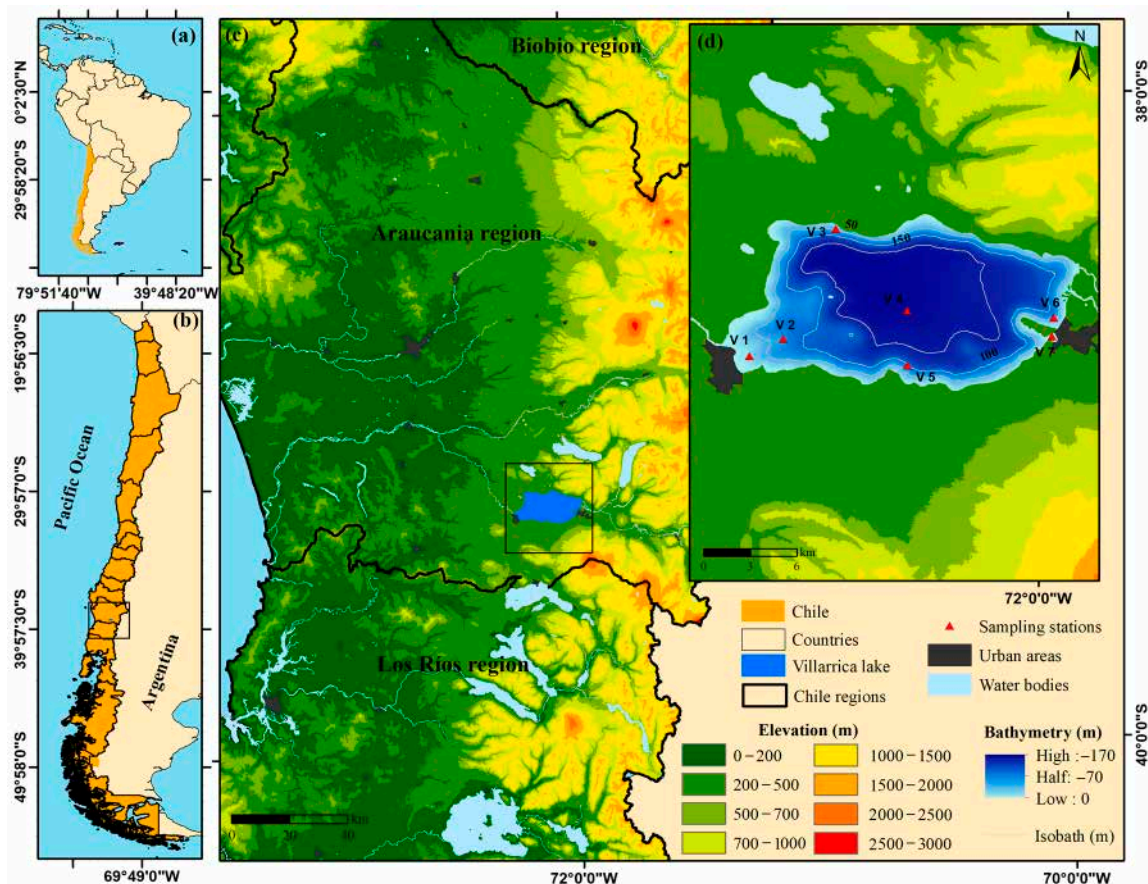 (a)
0°2'30"N
29°58'20"S
79°51'40"W
39°48'20"W
(b)
19°56'30"S
29°57'0"S
39°57'30"S
49°58'0"S
Pacific Ocean
Argentina
69°49'0"W
(c)
Biobio region
Araucania region
Los Ríos region
72°0'0"W
70°0'0"W
(d)
N
V 3
50
150
V 4
V 6
V 2
V 1
100
V 7
V 5
0 3 6
km
72°0'0"W
38°0'0"S
40°0'0"S
Chile
Countries
Villarrica lake
Chile regions
Sampling stations
Urban areas
Water bodies
Elevation (m)
0–200
200–500
500–700
700–1000
1000–1500
1500–2000
2000–2500
2500–3000
Bathymetry (m)
High : –170
Half: –70
Low : 0
Isobath (m)